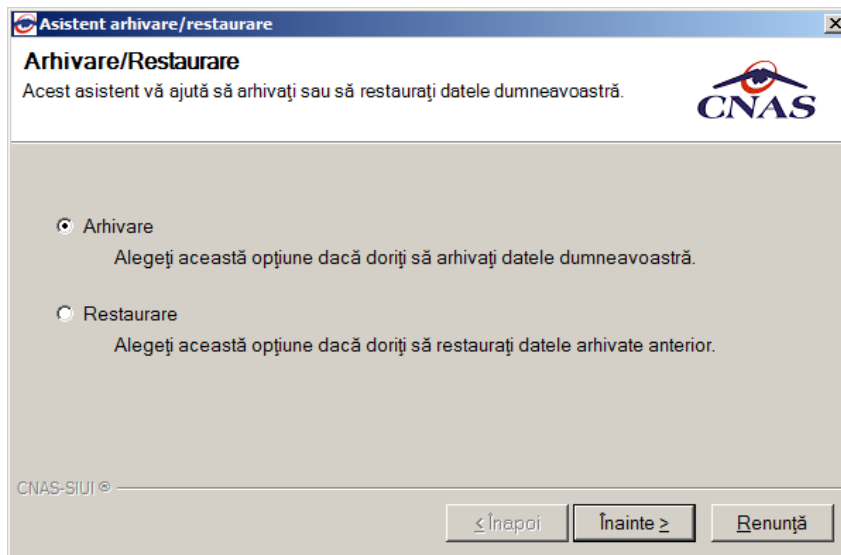 Asistent arhivare/restaurare
Arhivare/Restaurare
Acest asistent vă ajută să arhivaţi sau să restauraţi datele dumneavoastră.
CNAS
Arhivare
Alegeţi această opţiune dacă doriţi să arhivaţi datele dumneavoastră.
Restaurare
Alegeţi această opţiune dacă doriţi să restauraţi datele arhivate anterior.
CNAS-SIUI ®
< Înapoi
Înainte >
Renunţă